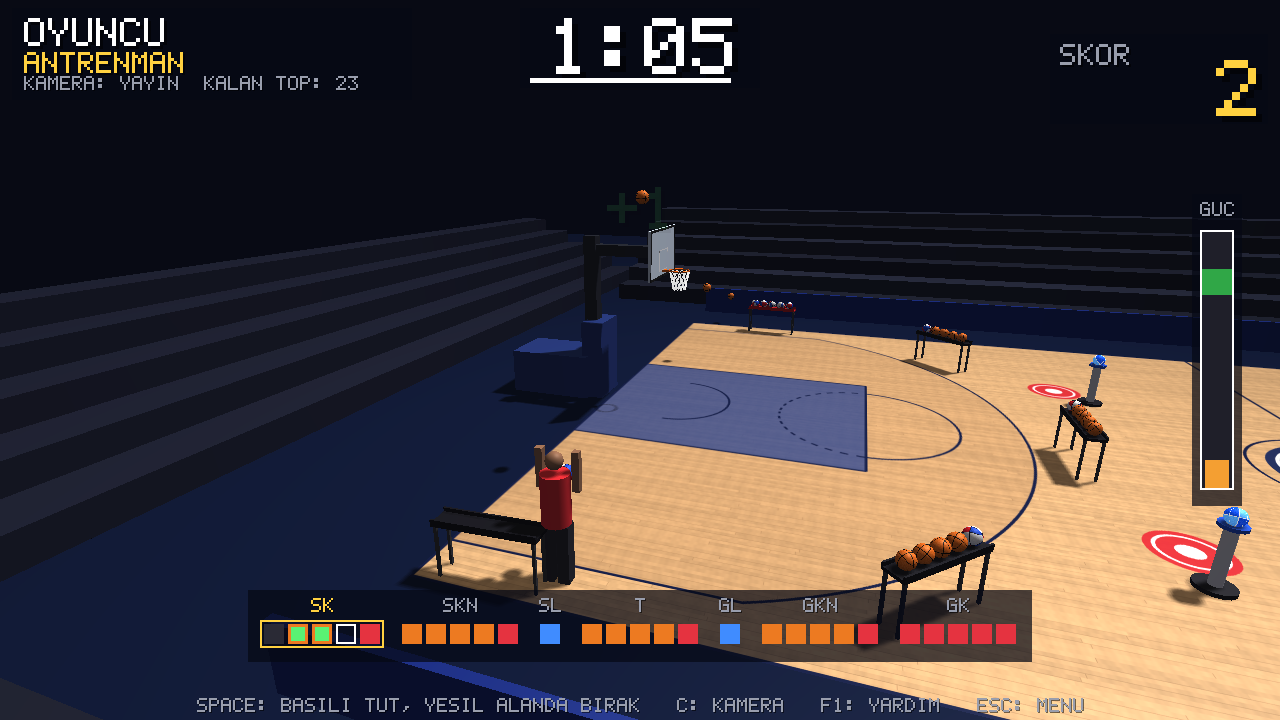 OYUNCU
ANTRENMAN
KAMERA: YAYIN KALAN TOP: 23
1:05
SKOR
2
GUC
SK SKN SL T GL GKN GK
SPACE: BASILI TUT, YESIL ALANDA BIRAK C: KAMERA F1: YARDIM ESC: MENU